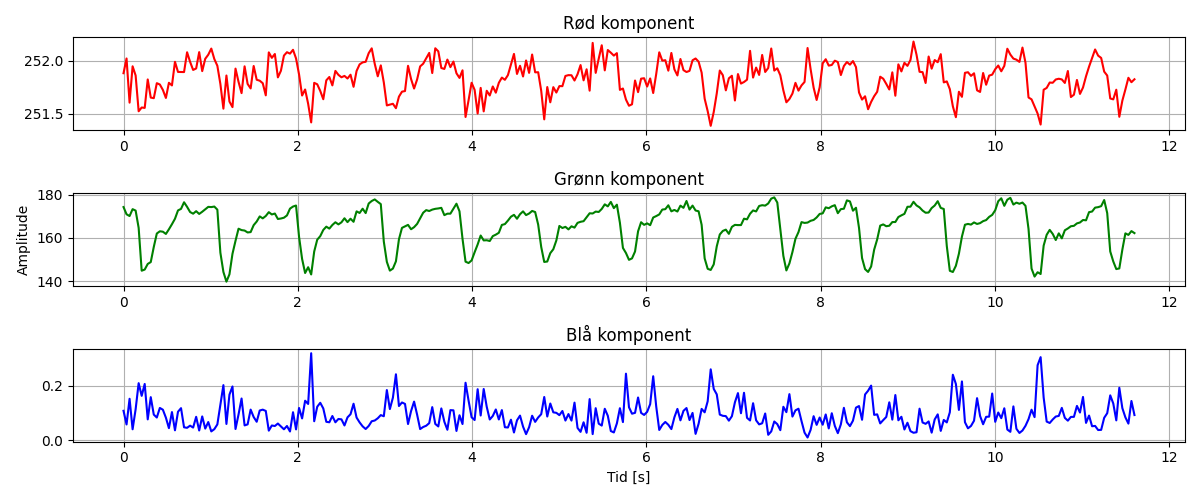 Rød komponent
252.0
251.5
0 2 4 6 8 10 12
Grønn komponent
Amplitude
180
160
140
0 2 4 6 8 10 12
Blå komponent
0.2
0.0
0 2 4 6 8 10 12
Tid [s]